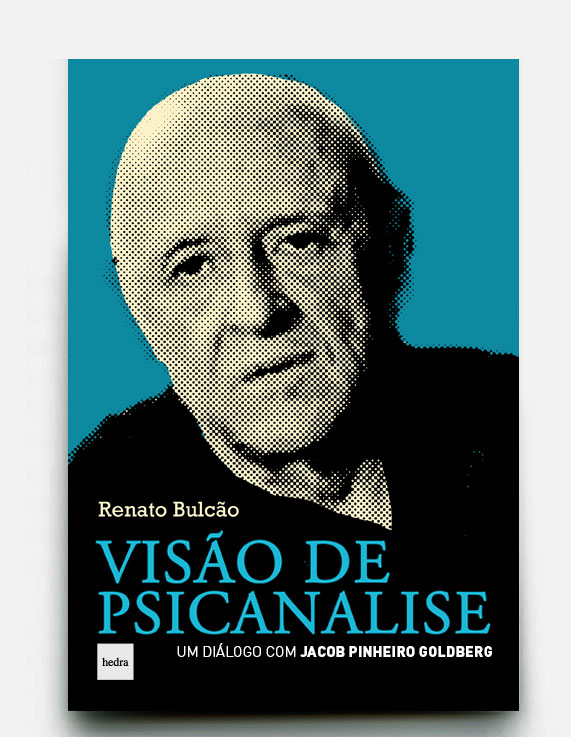 Renato Bulcão
VISÃO DE
PSICANALISE
UM DIÁLOGO COM JACOB PINHEIRO GOLDBERG
hedra